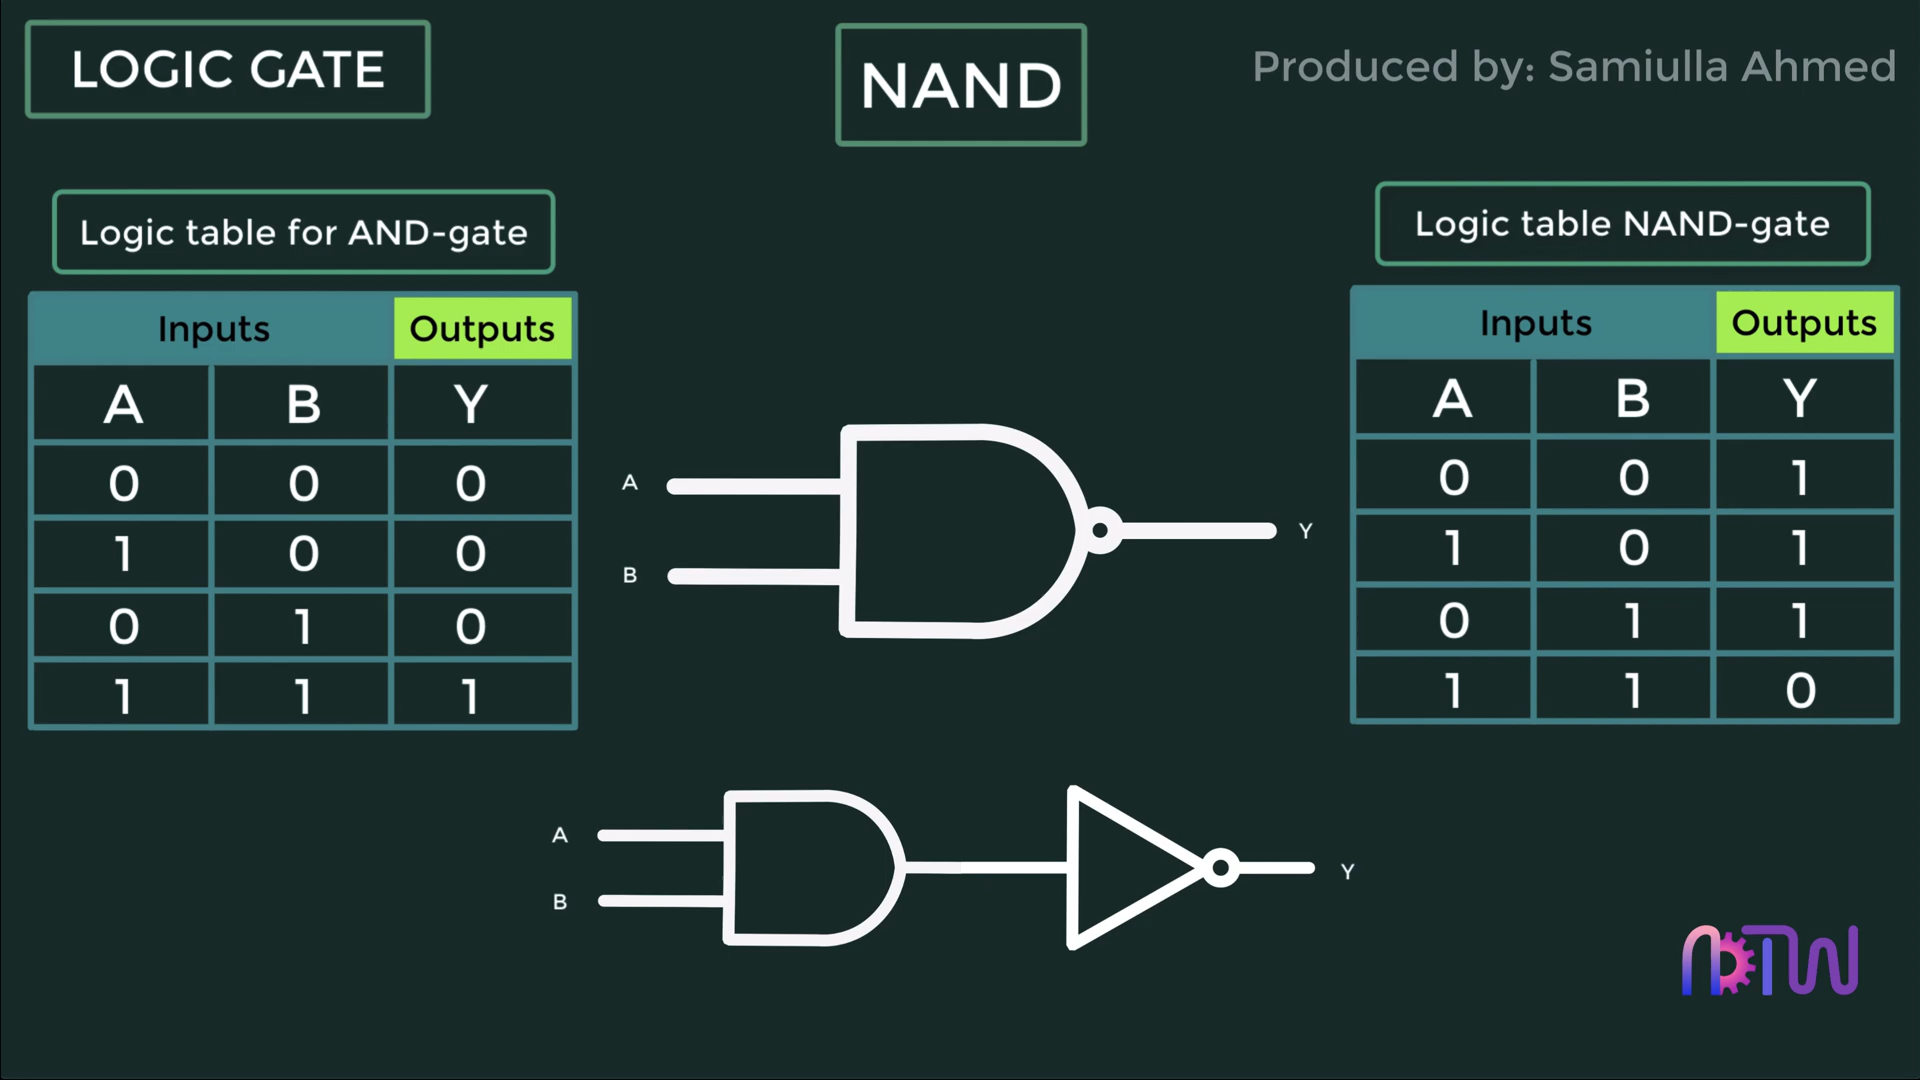 LOGIC GATE
NAND
Produced by: Samiulla Ahmed
Logic table for AND-gate
Inputs Outputs
A B Y
0 0 0
1 0 0
0 1 0
1 1 1
A
B
Y
Logic table NAND-gate
Inputs Outputs
A B Y
0 0 1
1 0 1
0 1 1
1 1 0
A
B
Y